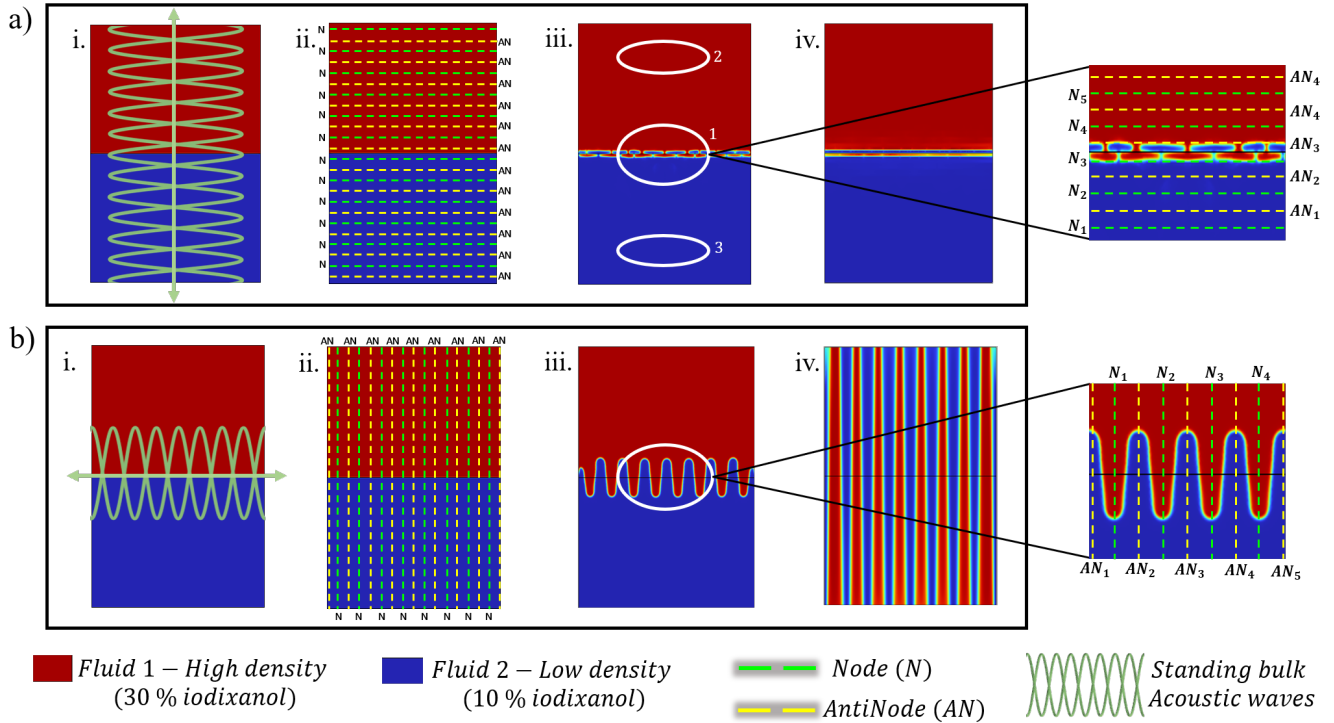 a)
i.
ii.
iii.
iv.
N
AN
N
AN
N
AN
N
AN
N
AN
N
AN
N
AN
N
AN
N
AN
N
AN
N
AN
N
AN
2
1
3
AN₄
N₅
AN₄
N₄
AN₃
N₃
AN₂
N₂
AN₁
N₁
b)
i.
ii.
iii.
iv.
AN AN AN AN AN AN AN AN
N N N N N N N N
N₁ N₂ N₃ N₄
AN₁ AN₂ AN₃ AN₄ AN₅
Fluid 1 – High density
(30 % iodixanol)
Fluid 2 – Low density
(10 % iodixanol)
Node (N)
AntiNode (AN)
Standing bulk
Acoustic waves